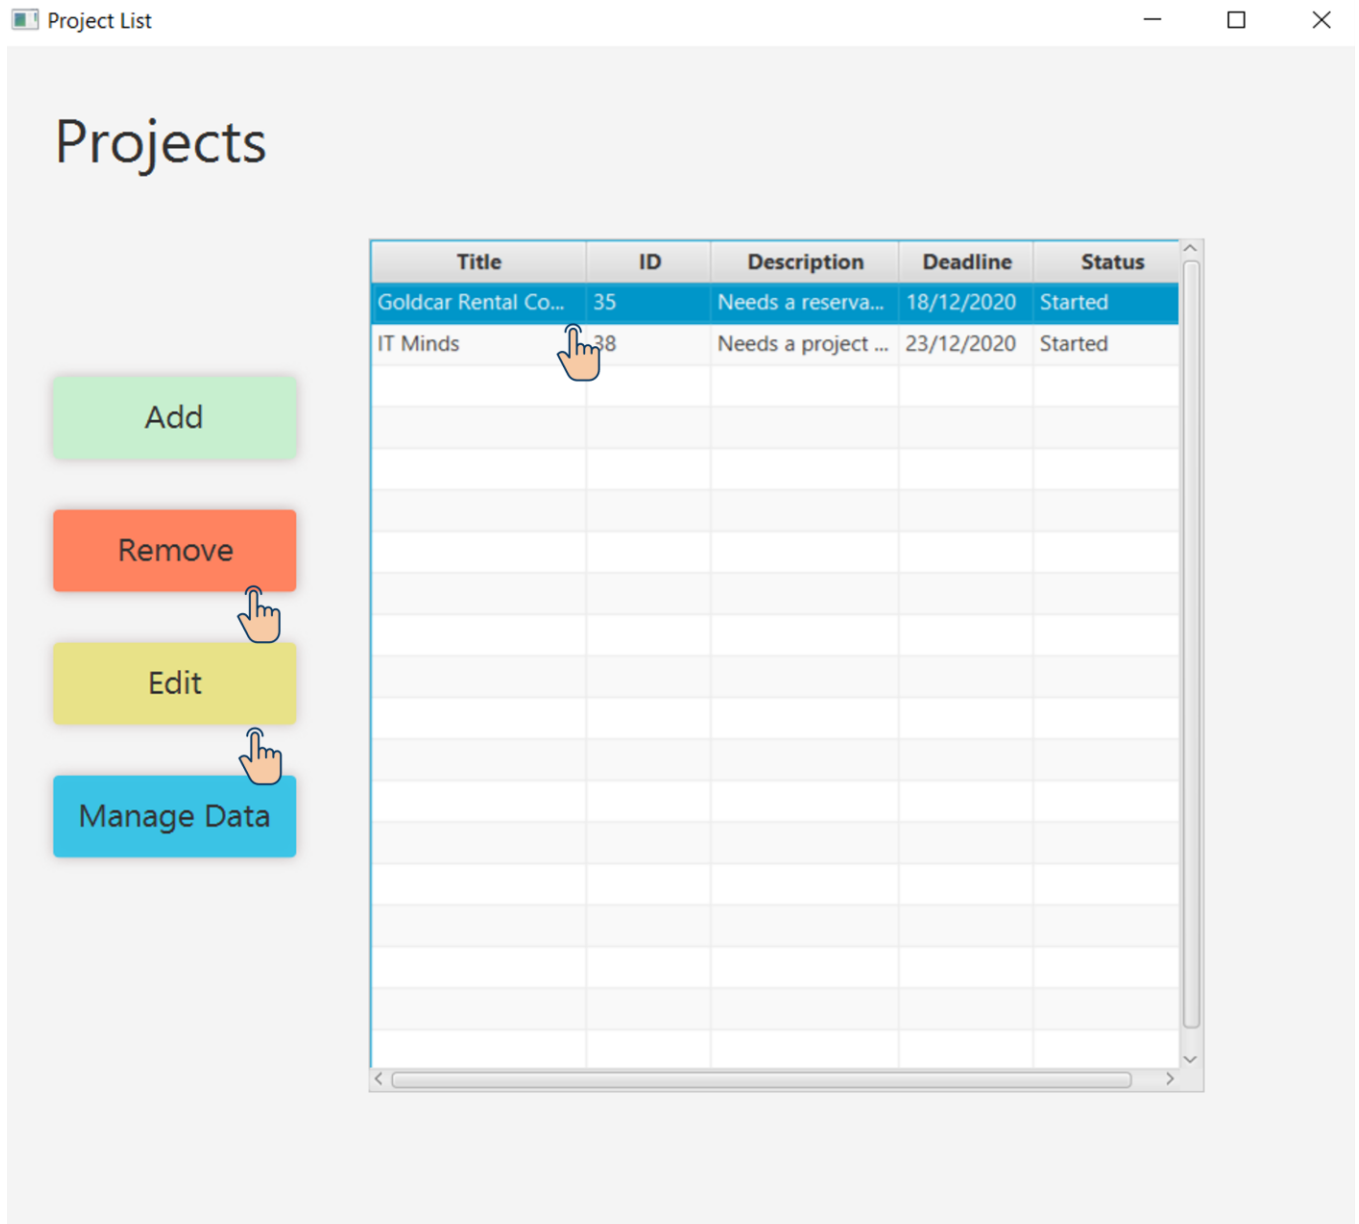 Project List
Projects
Title ID Description Deadline Status
Goldcar Rental Co... 35 Needs a reserva... 18/12/2020 Started
IT Minds 38 Needs a project ... 23/12/2020 Started
Add
Remove
Edit
Manage Data